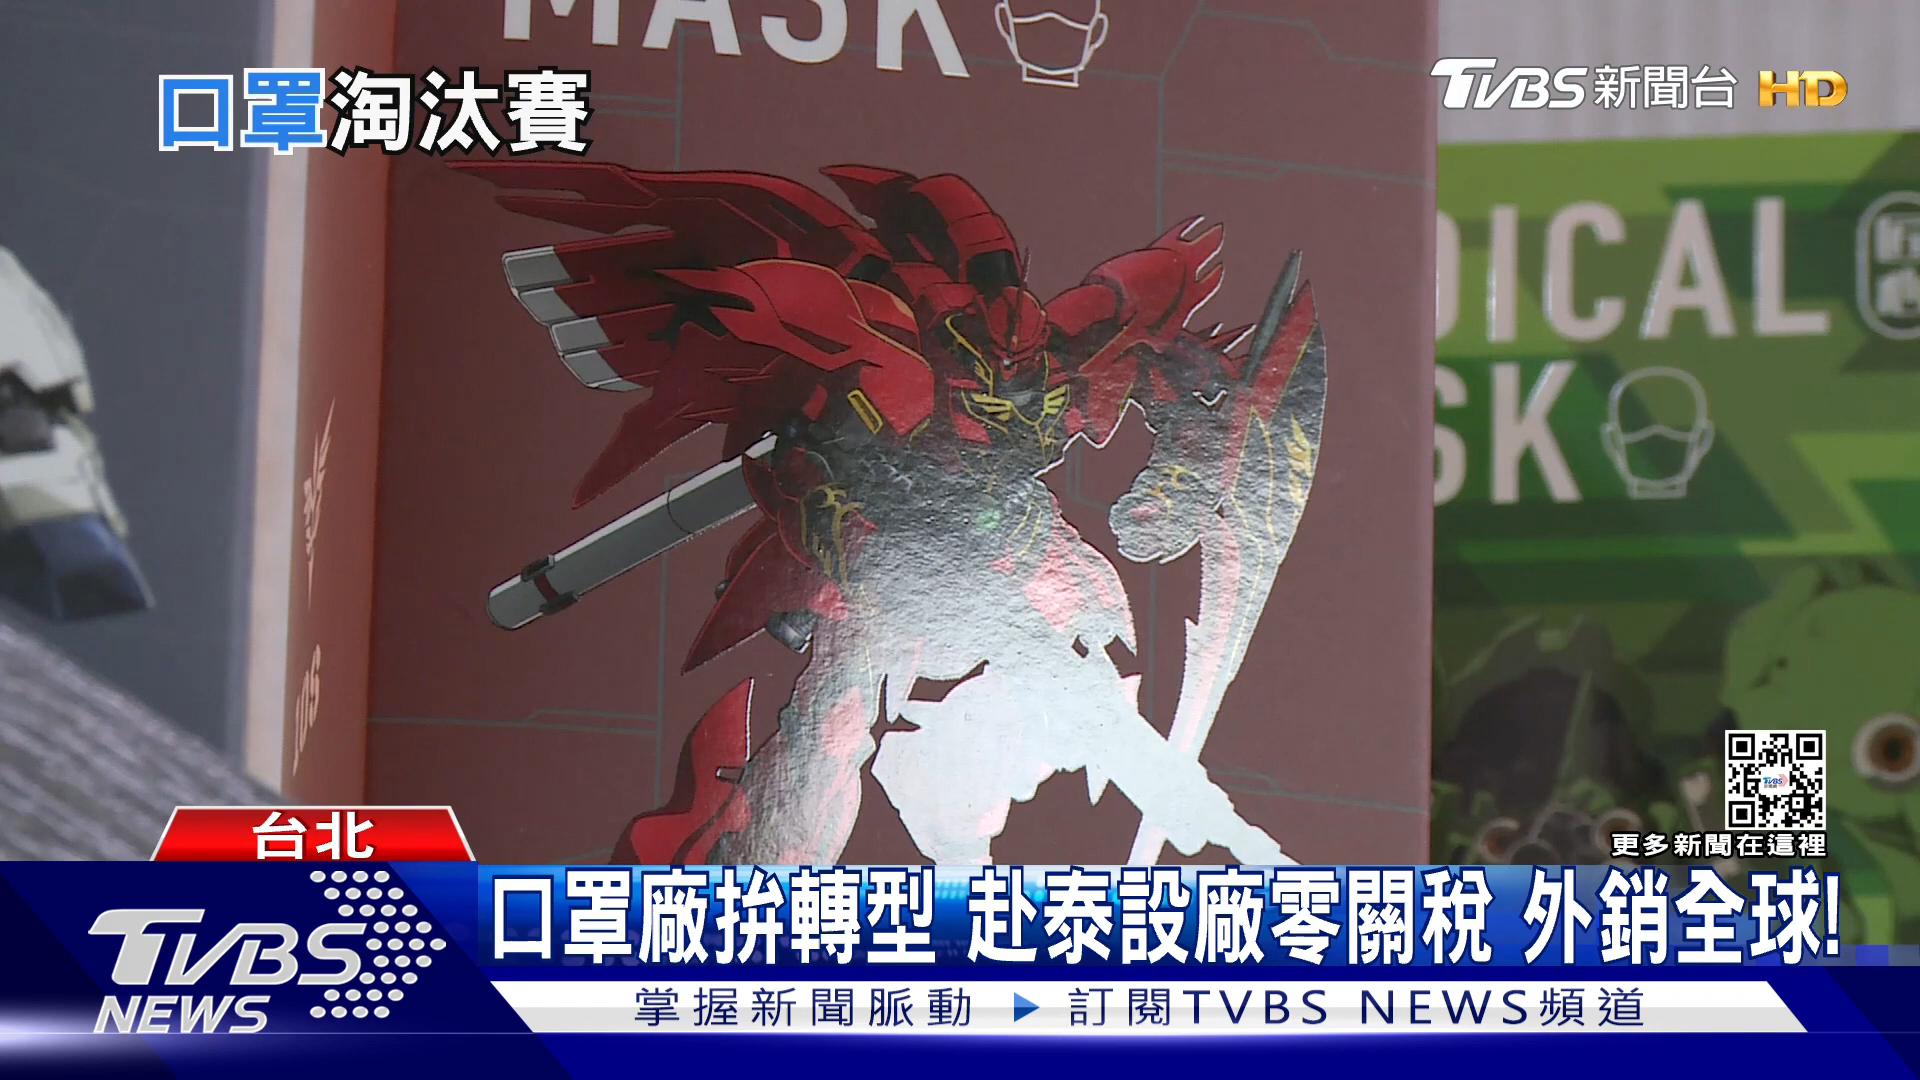 MASK
口罩淘汰賽
TVBS新聞台 HD
DICAL
SK
TVBS
更多新聞在這裡
台北
口罩廠拚轉型 赴泰設廠零關稅 外銷全球!
TVBS
NEWS
掌握新聞脈動 ▶ 訂閱TVBS NEWS頻道